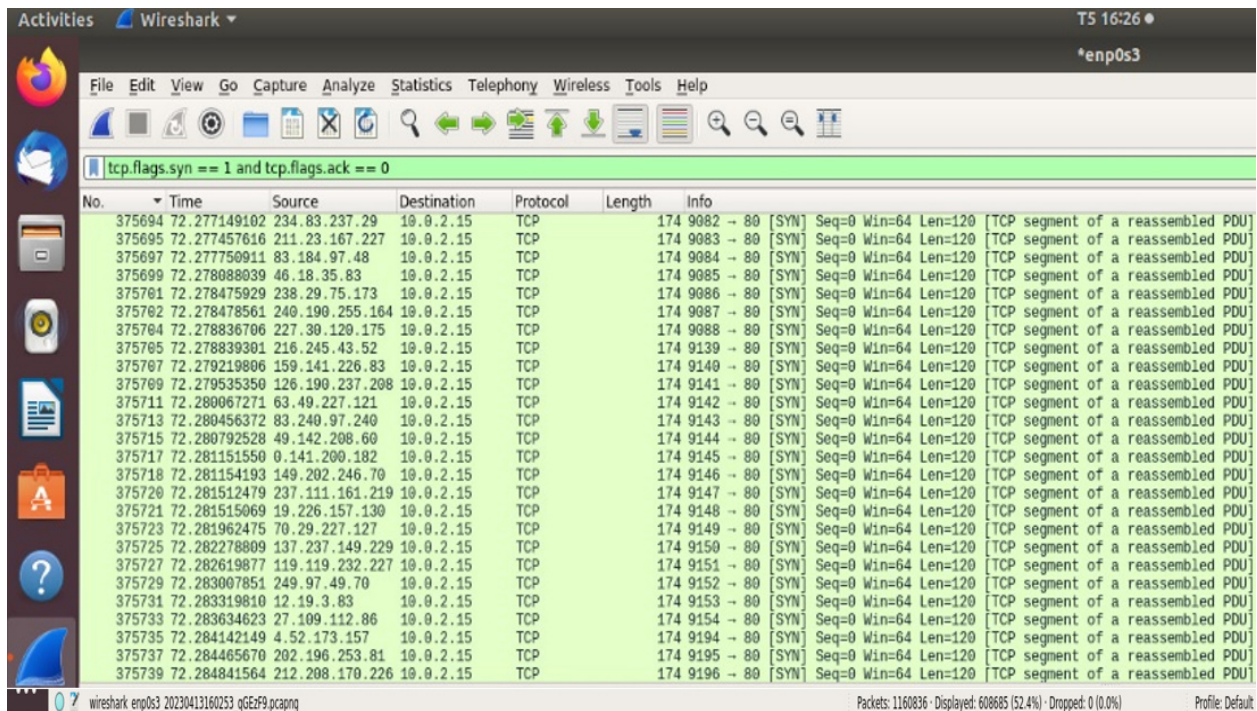 Activities Wireshark ▾ T5 16:26 ●
*enp0s3
File Edit View Go Capture Analyze Statistics Telephony Wireless Tools Help
tcp.flags.syn == 1 and tcp.flags.ack == 0
No. ▾ Time Source Destination Protocol Length Info
375694 72.277149102 234.83.237.29 10.0.2.15 TCP 174 9082 → 80 [SYN] Seq=0 Win=64 Len=120 [TCP segment of a reassembled PDU]
375695 72.277457616 211.23.167.227 10.0.2.15 TCP 174 9083 → 80 [SYN] Seq=0 Win=64 Len=120 [TCP segment of a reassembled PDU]
375697 72.277750911 83.184.97.48 10.0.2.15 TCP 174 9084 → 80 [SYN] Seq=0 Win=64 Len=120 [TCP segment of a reassembled PDU]
375699 72.278088039 46.18.35.83 10.0.2.15 TCP 174 9085 → 80 [SYN] Seq=0 Win=64 Len=120 [TCP segment of a reassembled PDU]
375701 72.278475929 238.29.75.173 10.0.2.15 TCP 174 9086 → 80 [SYN] Seq=0 Win=64 Len=120 [TCP segment of a reassembled PDU]
375702 72.278478561 240.190.255.164 10.0.2.15 TCP 174 9087 → 80 [SYN] Seq=0 Win=64 Len=120 [TCP segment of a reassembled PDU]
375704 72.278836706 227.30.120.175 10.0.2.15 TCP 174 9088 → 80 [SYN] Seq=0 Win=64 Len=120 [TCP segment of a reassembled PDU]
375705 72.278839301 216.245.43.52 10.0.2.15 TCP 174 9139 → 80 [SYN] Seq=0 Win=64 Len=120 [TCP segment of a reassembled PDU]
375707 72.279219806 159.141.226.83 10.0.2.15 TCP 174 9140 → 80 [SYN] Seq=0 Win=64 Len=120 [TCP segment of a reassembled PDU]
375709 72.279535350 126.190.237.208 10.0.2.15 TCP 174 9141 → 80 [SYN] Seq=0 Win=64 Len=120 [TCP segment of a reassembled PDU]
375711 72.280067271 63.49.227.121 10.0.2.15 TCP 174 9142 → 80 [SYN] Seq=0 Win=64 Len=120 [TCP segment of a reassembled PDU]
375713 72.280456372 83.240.97.240 10.0.2.15 TCP 174 9143 → 80 [SYN] Seq=0 Win=64 Len=120 [TCP segment of a reassembled PDU]
375715 72.280792528 49.142.208.60 10.0.2.15 TCP 174 9144 → 80 [SYN] Seq=0 Win=64 Len=120 [TCP segment of a reassembled PDU]
375717 72.281151550 0.141.200.182 10.0.2.15 TCP 174 9145 → 80 [SYN] Seq=0 Win=64 Len=120 [TCP segment of a reassembled PDU]
375718 72.281154193 149.202.246.70 10.0.2.15 TCP 174 9146 → 80 [SYN] Seq=0 Win=64 Len=120 [TCP segment of a reassembled PDU]
375720 72.281512479 237.111.161.219 10.0.2.15 TCP 174 9147 → 80 [SYN] Seq=0 Win=64 Len=120 [TCP segment of a reassembled PDU]
375721 72.281515069 19.226.157.130 10.0.2.15 TCP 174 9148 → 80 [SYN] Seq=0 Win=64 Len=120 [TCP segment of a reassembled PDU]
375723 72.281962475 70.29.227.127 10.0.2.15 TCP 174 9149 → 80 [SYN] Seq=0 Win=64 Len=120 [TCP segment of a reassembled PDU]
375725 72.282278809 137.237.149.229 10.0.2.15 TCP 174 9150 → 80 [SYN] Seq=0 Win=64 Len=120 [TCP segment of a reassembled PDU]
375727 72.282619877 119.119.232.227 10.0.2.15 TCP 174 9151 → 80 [SYN] Seq=0 Win=64 Len=120 [TCP segment of a reassembled PDU]
375729 72.283007851 249.97.49.70 10.0.2.15 TCP 174 9152 → 80 [SYN] Seq=0 Win=64 Len=120 [TCP segment of a reassembled PDU]
375731 72.283319810 12.19.3.83 10.0.2.15 TCP 174 9153 → 80 [SYN] Seq=0 Win=64 Len=120 [TCP segment of a reassembled PDU]
375733 72.283634623 27.109.112.86 10.0.2.15 TCP 174 9154 → 80 [SYN] Seq=0 Win=64 Len=120 [TCP segment of a reassembled PDU]
375735 72.284142149 4.52.173.157 10.0.2.15 TCP 174 9194 → 80 [SYN] Seq=0 Win=64 Len=120 [TCP segment of a reassembled PDU]
375737 72.284465670 202.196.253.81 10.0.2.15 TCP 174 9195 → 80 [SYN] Seq=0 Win=64 Len=120 [TCP segment of a reassembled PDU]
375739 72.284841564 212.208.170.226 10.0.2.15 TCP 174 9196 → 80 [SYN] Seq=0 Win=64 Len=120 [TCP segment of a reassembled PDU]
wireshark_enp0s3_20230413160253_qGEzF9.pcapng Packets: 1160836 · Displayed: 608685 (52.4%) · Dropped: 0 (0.0%) Profile: Default